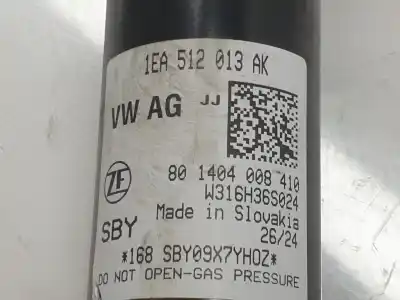 1EA 512 013 AK
VW AG JJ
ZF
80 1404 008 410
W316H36S024
Made in Slovakia
SBY 26/24
*168 SBY09X7YHOZ*
DO NOT OPEN-GAS PRESSURE